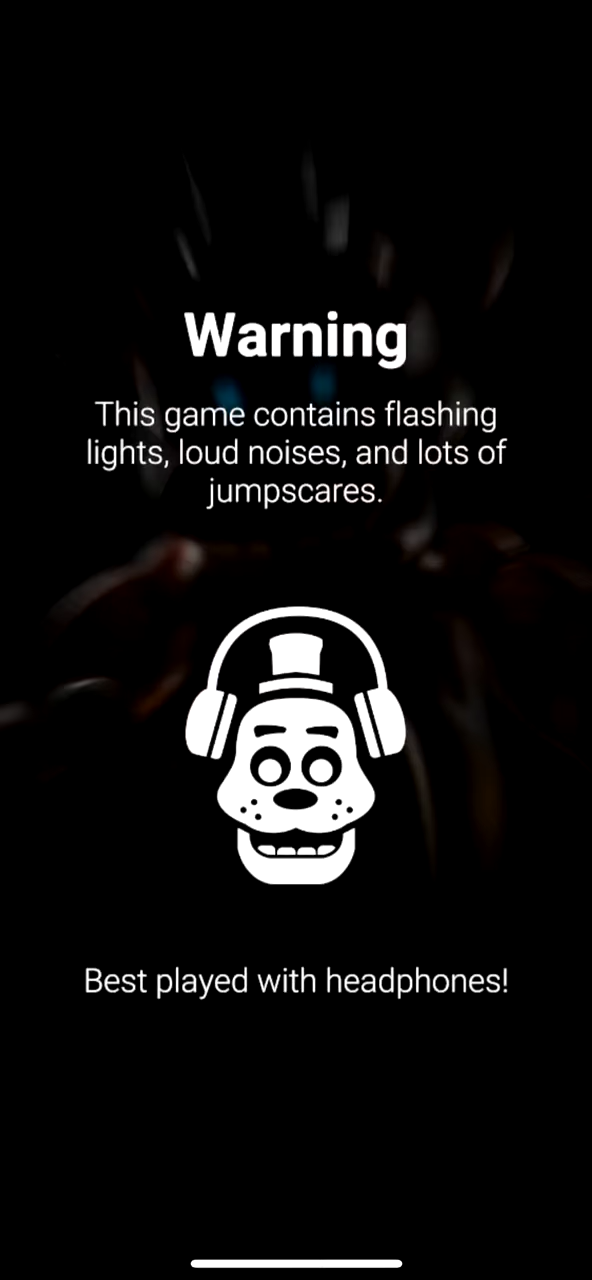 Warning
This game contains flashing
lights, loud noises, and lots of
jumpscares.
Best played with headphones!